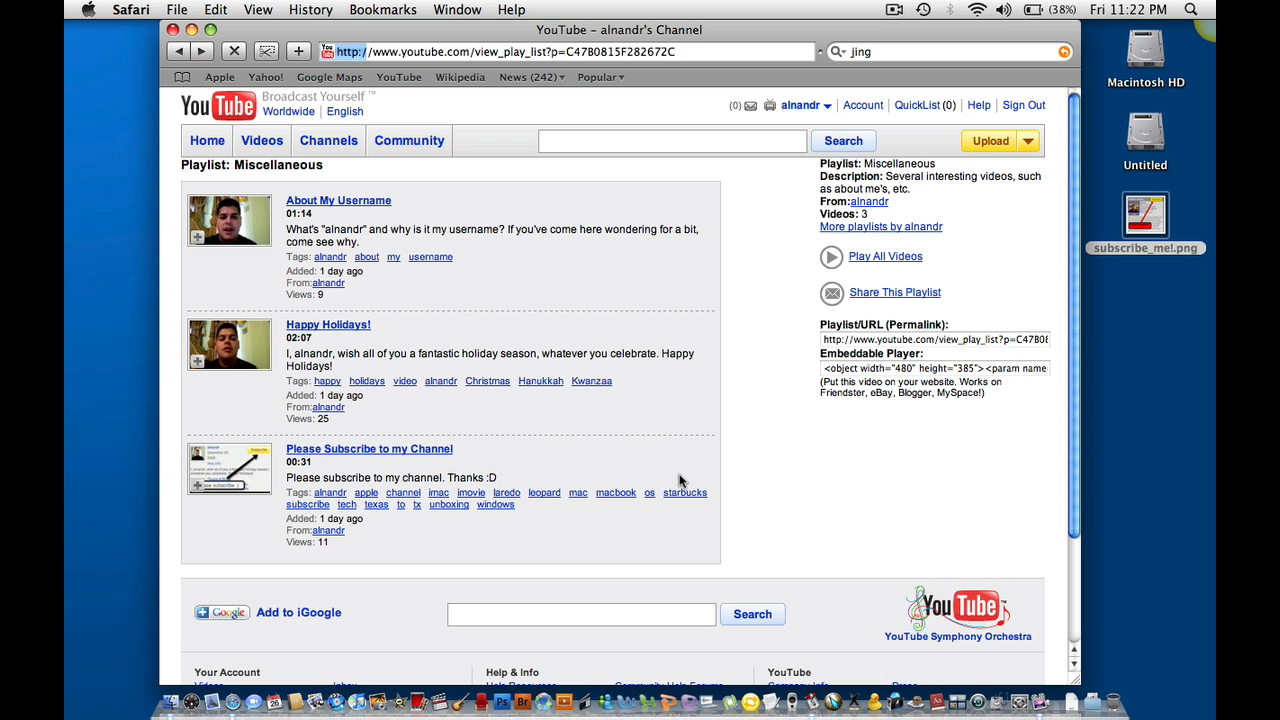 Safari File Edit View History Bookmarks Window Help (38%) Fri 11:22 PM
YouTube – alnandr's Channel
http://www.youtube.com/view_play_list?p=C47B0815F282672C
jing
Apple Yahoo! Google Maps YouTube Wikipedia News (242) Popular
Macintosh HD
Untitled
subscribe_me!.png
YouTube Broadcast Yourself ™
Worldwide English
(0) alnandr Account QuickList (0) Help Sign Out
Home Videos Channels Community Search Upload
Playlist: Miscellaneous
About My Username
01:14
What's "alnandr" and why is it my username? If you've come here wondering for a bit,
come see why.
Tags: alnandr about my username
Added: 1 day ago
From:alnandr
Views: 9
Happy Holidays!
02:07
I, alnandr, wish all of you a fantastic holiday season, whatever you celebrate. Happy
Holidays!
Tags: happy holidays video alnandr Christmas Hanukkah Kwanzaa
Added: 1 day ago
From:alnandr
Views: 25
Please Subscribe to my Channel
00:31
Please subscribe to my channel. Thanks :D
Tags: alnandr apple channel imac imovie laredo leopard mac macbook os starbucks
subscribe tech texas to tx unboxing windows
Added: 1 day ago
From:alnandr
Views: 11
Playlist: Miscellaneous
Description: Several interesting videos, such
as about me's, etc.
From:alnandr
Videos: 3
More playlists by alnandr
Play All Videos
Share This Playlist
Playlist/URL (Permalink):
http://www.youtube.com/view_play_list?p=C47B08
Embeddable Player:
<object width="480" height="385"><param name
(Put this video on your website. Works on
Friendster, eBay, Blogger, MySpace!)
Google Add to iGoogle Search
YouTube
YouTube Symphony Orchestra
Your Account Help & Info YouTube